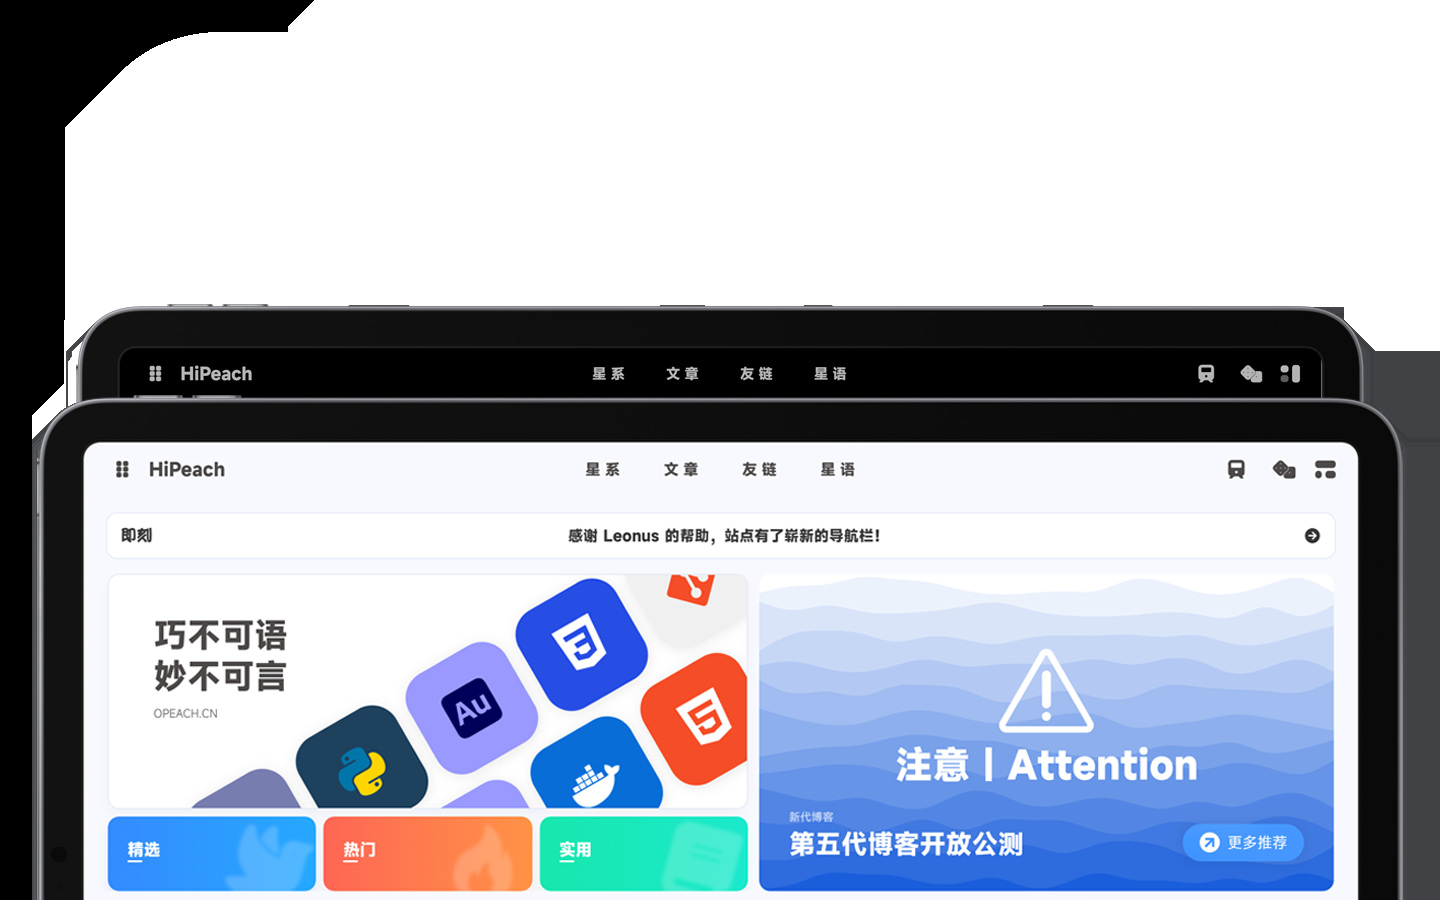 HiPeach
星系 文章 友链 星语
HiPeach
星系 文章 友链 星语
即刻
感谢 Leonus 的帮助，站点有了崭新的导航栏！
巧不可语
妙不可言
OPEACH.CN
Au
注意 | Attention
新代博客
第五代博客开放公测
更多推荐
精选
热门
实用